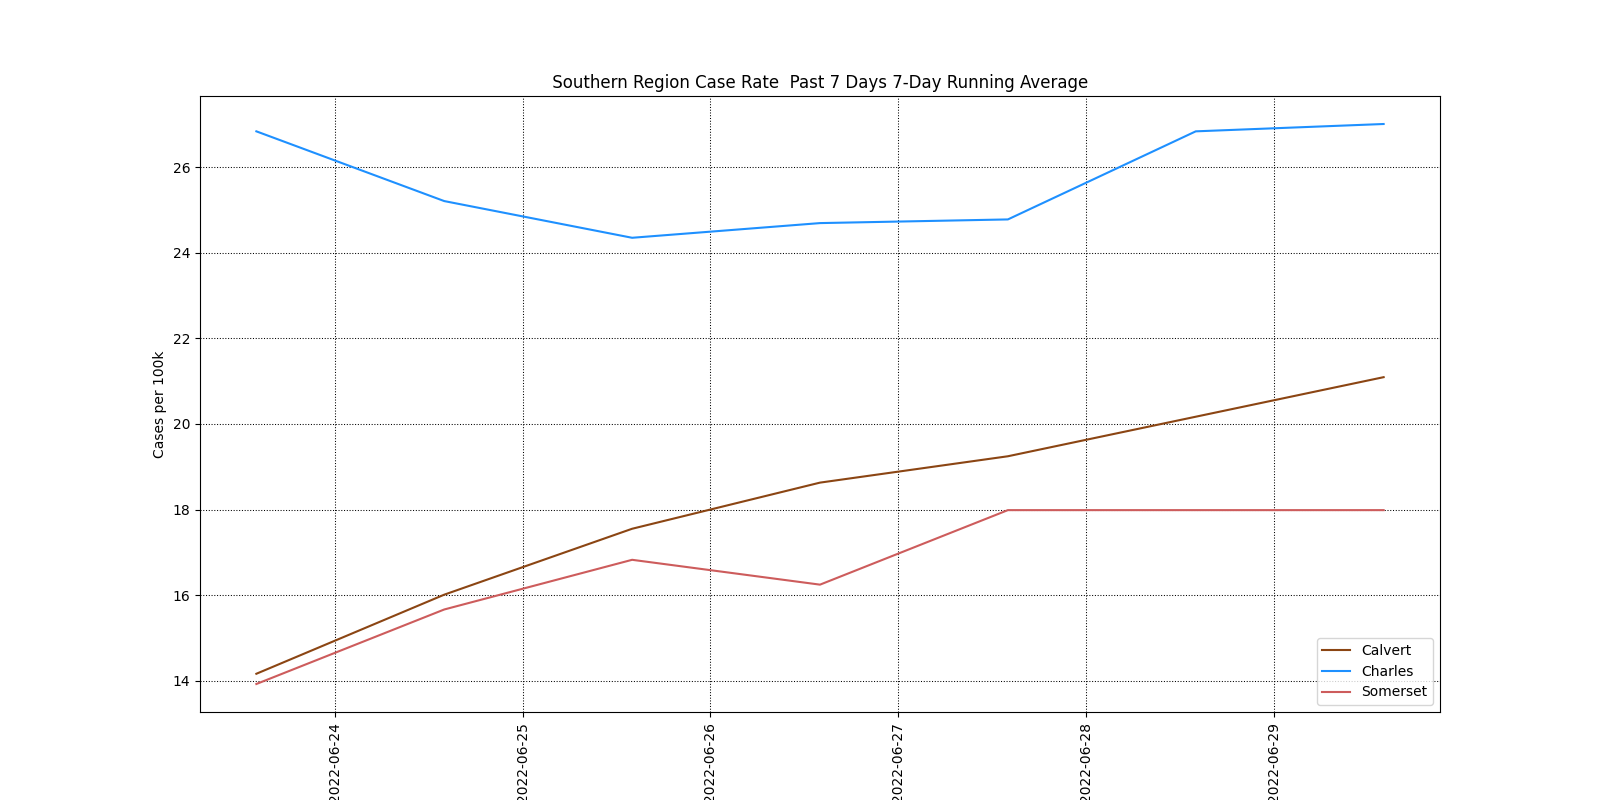 Southern Region Case Rate  Past 7 Days 7-Day Running Average
Cases per 100k
26
24
22
20
18
16
14
2022-06-24
2022-06-25
2022-06-26
2022-06-27
2022-06-28
2022-06-29
Calvert
Charles
Somerset